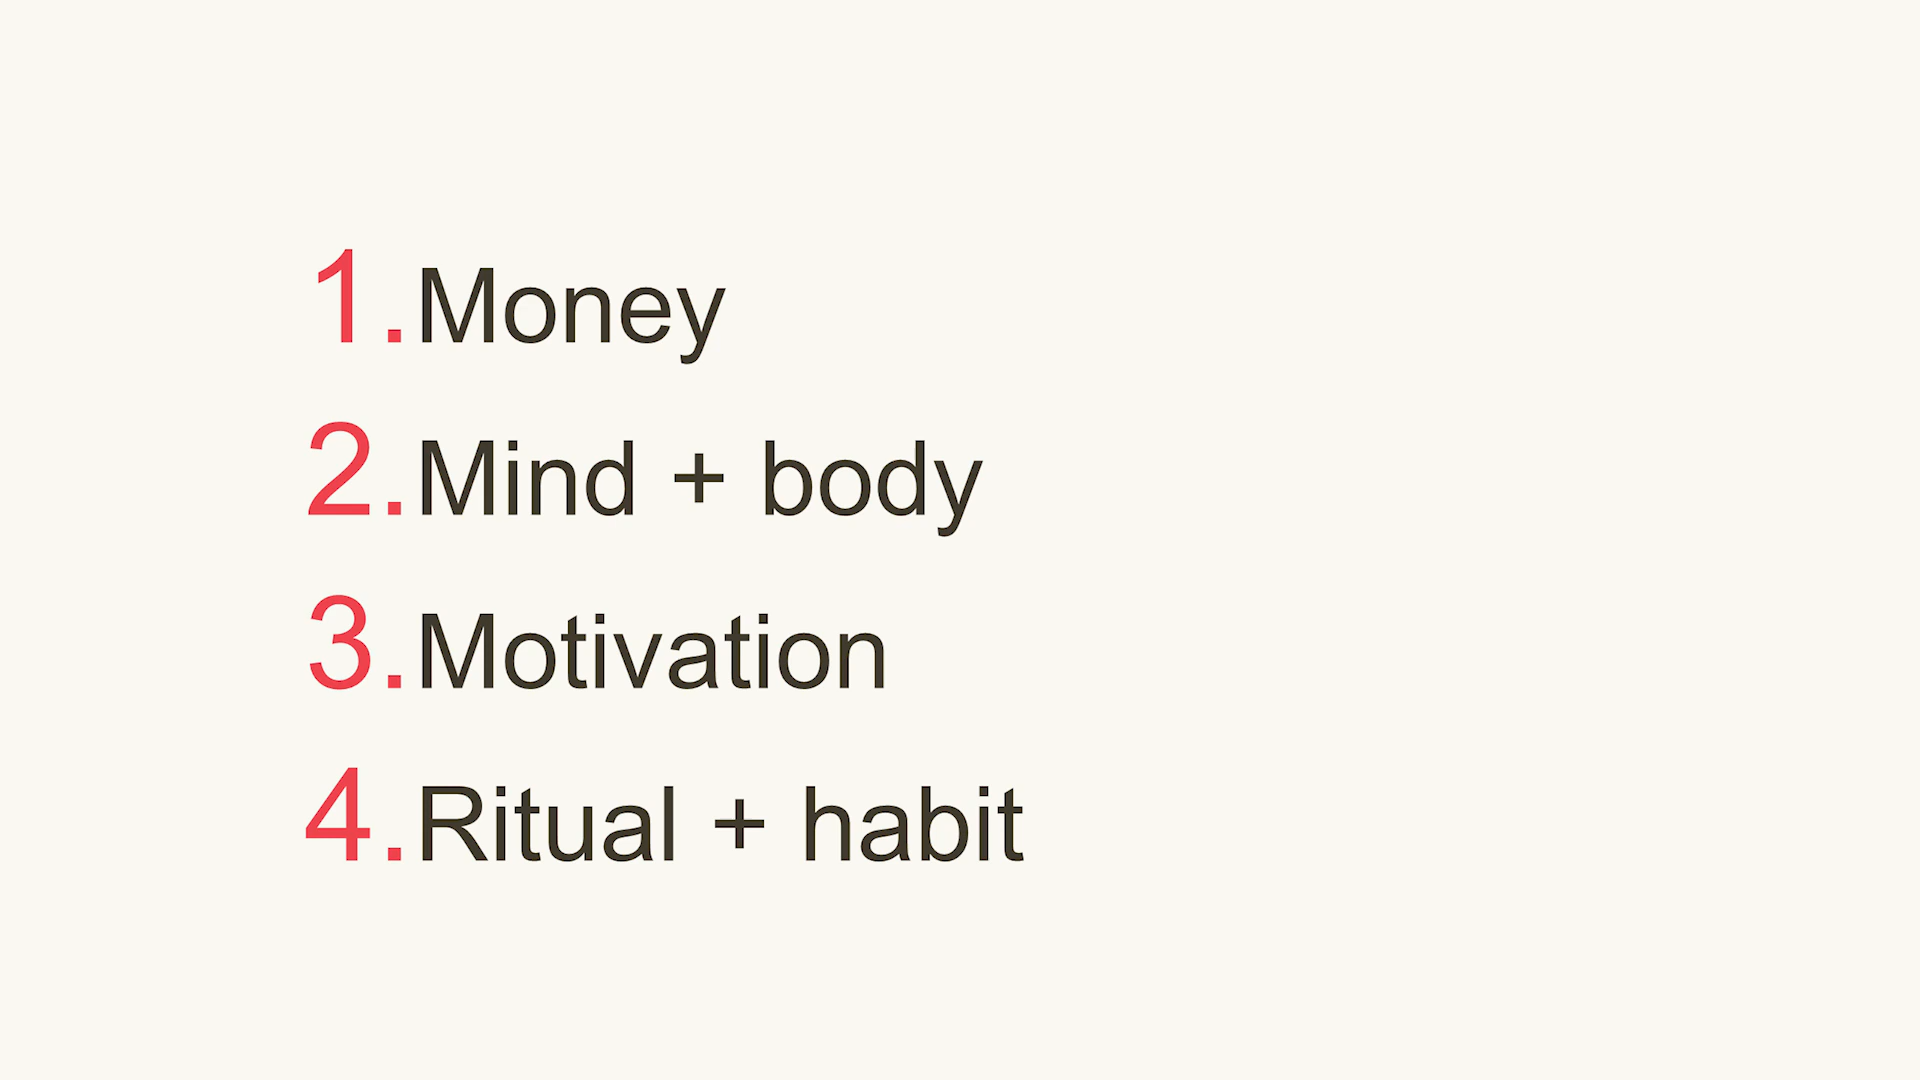 1. Money
2. Mind + body
3. Motivation
4. Ritual + habit